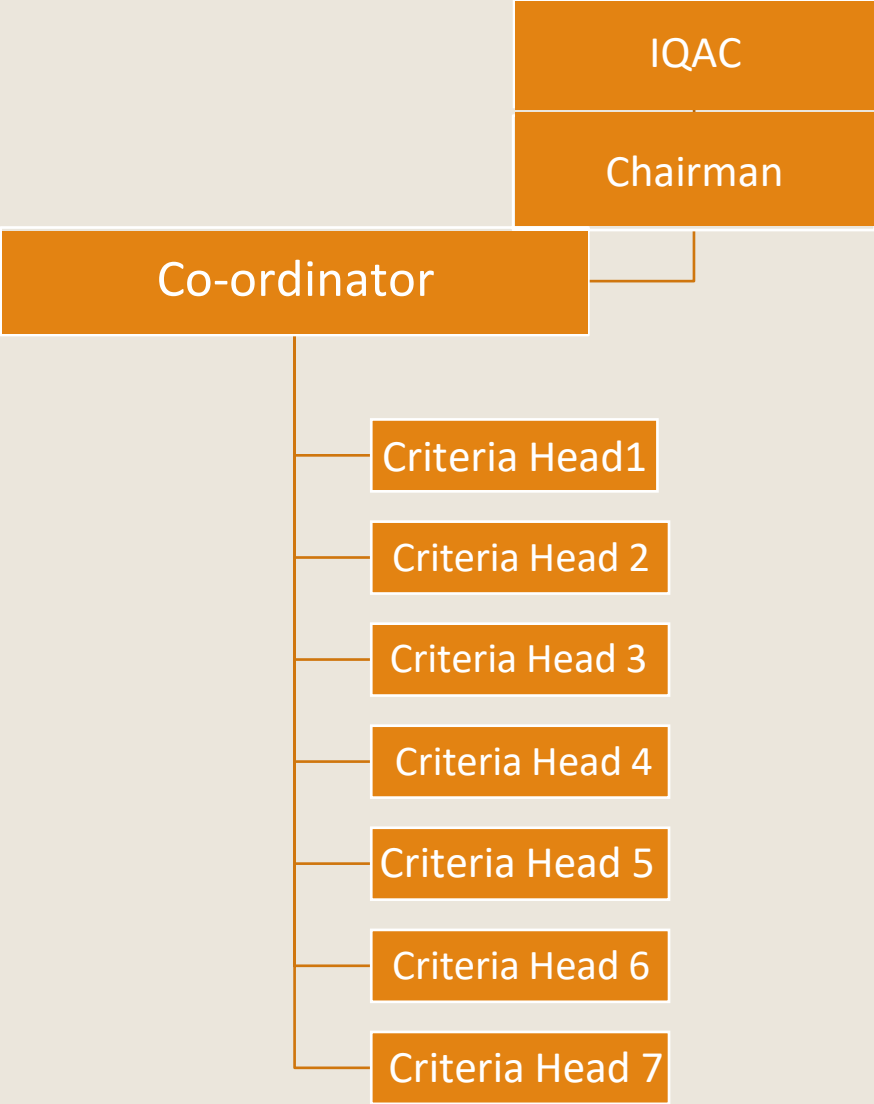 IQAC
Chairman
Co-ordinator
Criteria Head1
Criteria Head 2
Criteria Head 3
Criteria Head 4
Criteria Head 5
Criteria Head 6
Criteria Head 7